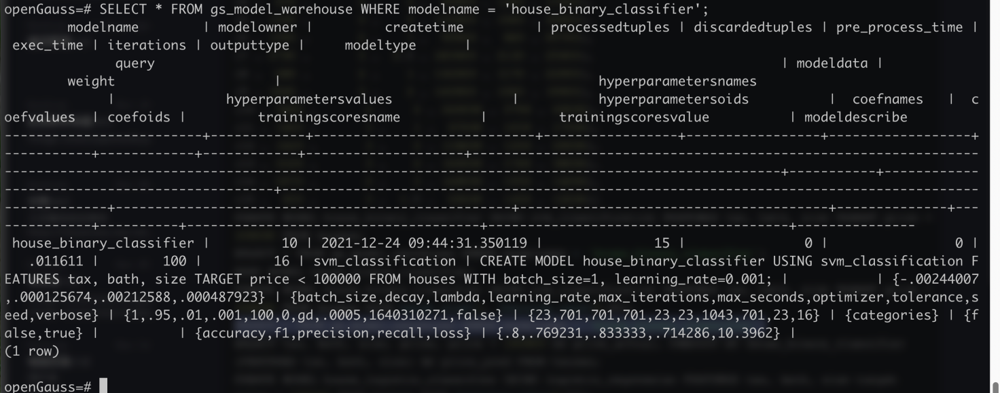 openGauss=# SELECT * FROM gs_model_warehouse WHERE modelname = 'house_binary_classifier';
modelname | modelowner | createtime | processedtuples | discardedtuples | pre_process_time |
exec_time | iterations | outputtype | modeltype |
query | modeldata |
weight | hyperparametersnames
| hyperparametersvalues | hyperparametersoids | coefnames | c
oefvalues | coefoids | trainingscoresname | trainingscoresvalue | modeldescribe
-----------------------+------------+----------------------------+-----------------+-----------------+------------------+
-----------+------------+------------+--------------------+------------------------------------------------------------
--------------------------------------------------------------------------------------------+-----------+------------
---------------------------------+--------------------------------------------------------------------------------------
-------------+-----------------------------------------------+--------------------------------------+--------------+---
-----------+----------+------------------------------------+-------------------------------------+---------------
house_binary_classifier | 10 | 2021-12-24 09:44:31.350119 | 15 | 0 | 0 |
.011611 | 100 | 16 | svm_classification | CREATE MODEL house_binary_classifier USING svm_classification F
EATURES tax, bath, size TARGET price < 100000 FROM houses WITH batch_size=1, learning_rate=0.001; | | {-.00244007
,.000125674,.00212588,.000487923} | {batch_size,decay,lambda,learning_rate,max_iterations,max_seconds,optimizer,tolerance,s
eed,verbose} | {1,.95,.01,.001,100,0,gd,.0005,1640310271,false} | {23,701,701,701,23,23,1043,701,23,16} | {categories} | {f
alse,true} | | {accuracy,f1,precision,recall,loss} | {.8,.769231,.833333,.714286,10.3962} |
(1 row)
openGauss=#